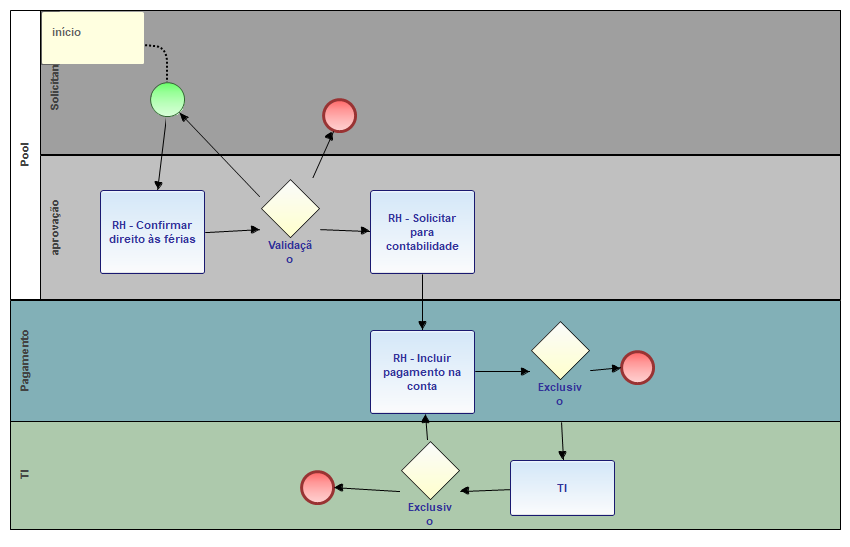 início
Solicitan
Pool
aprovação
RH - Confirmar
direito às férias
Validaçã
o
RH - Solicitar
para
contabilidade
Pagamento
RH - Incluir
pagamento na
conta
Exclusiv
o
TI
Exclusiv
o
TI